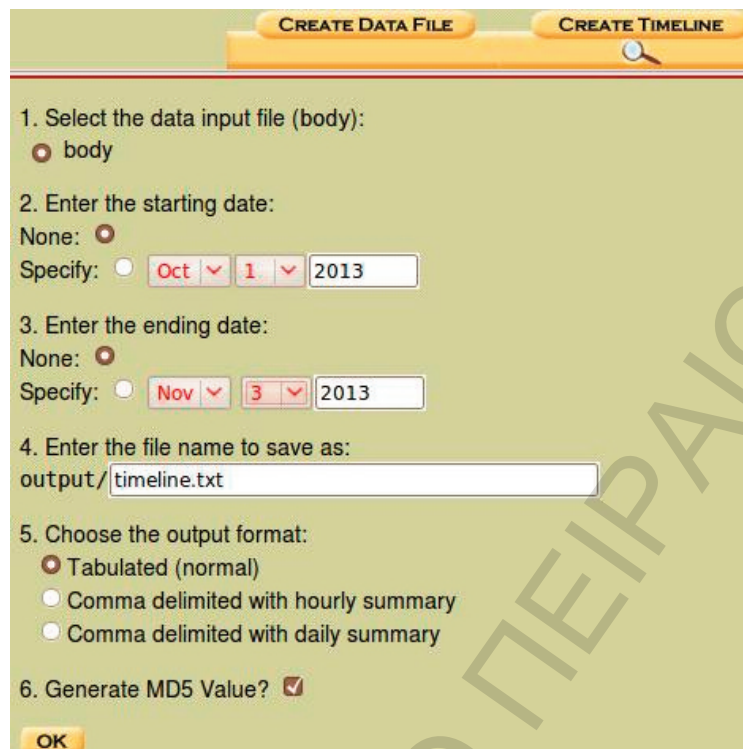 CREATE DATA FILE
CREATE TIMELINE
1. Select the data input file (body):
body
2. Enter the starting date:
None:
Specify: Oct 1 2013
3. Enter the ending date:
None:
Specify: Nov 3 2013
4. Enter the file name to save as:
output/timeline.txt
5. Choose the output format:
Tabulated (normal)
Comma delimited with hourly summary
Comma delimited with daily summary
6. Generate MD5 Value?
OK